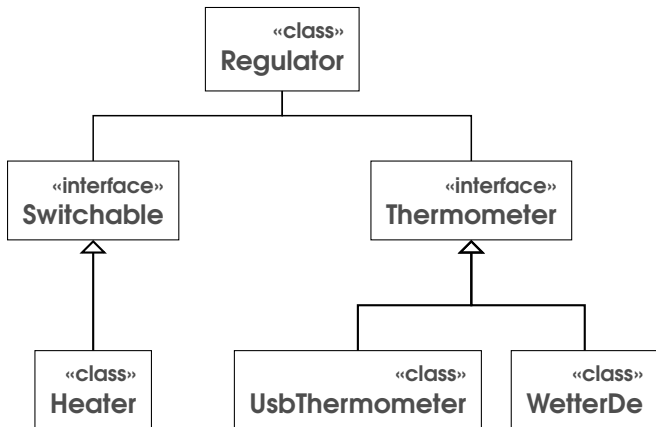 «class»
Regulator
«interface»
Switchable
«interface»
Thermometer
«class»
Heater
«class»
UsbThermometer
«class»
WetterDe